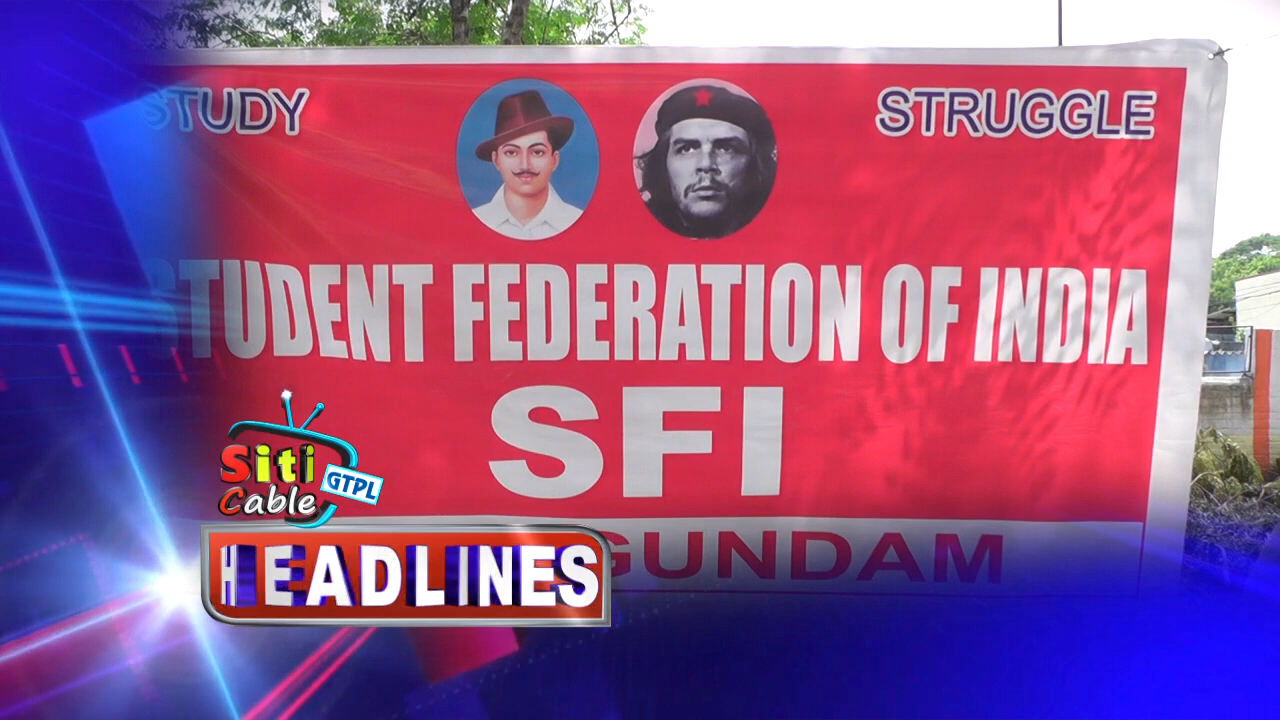 STUDY
STRUGGLE
STUDENT FEDERATION OF INDIA
SFI
GUNDAM
Siti
Cable
GTPL
HEADLINES